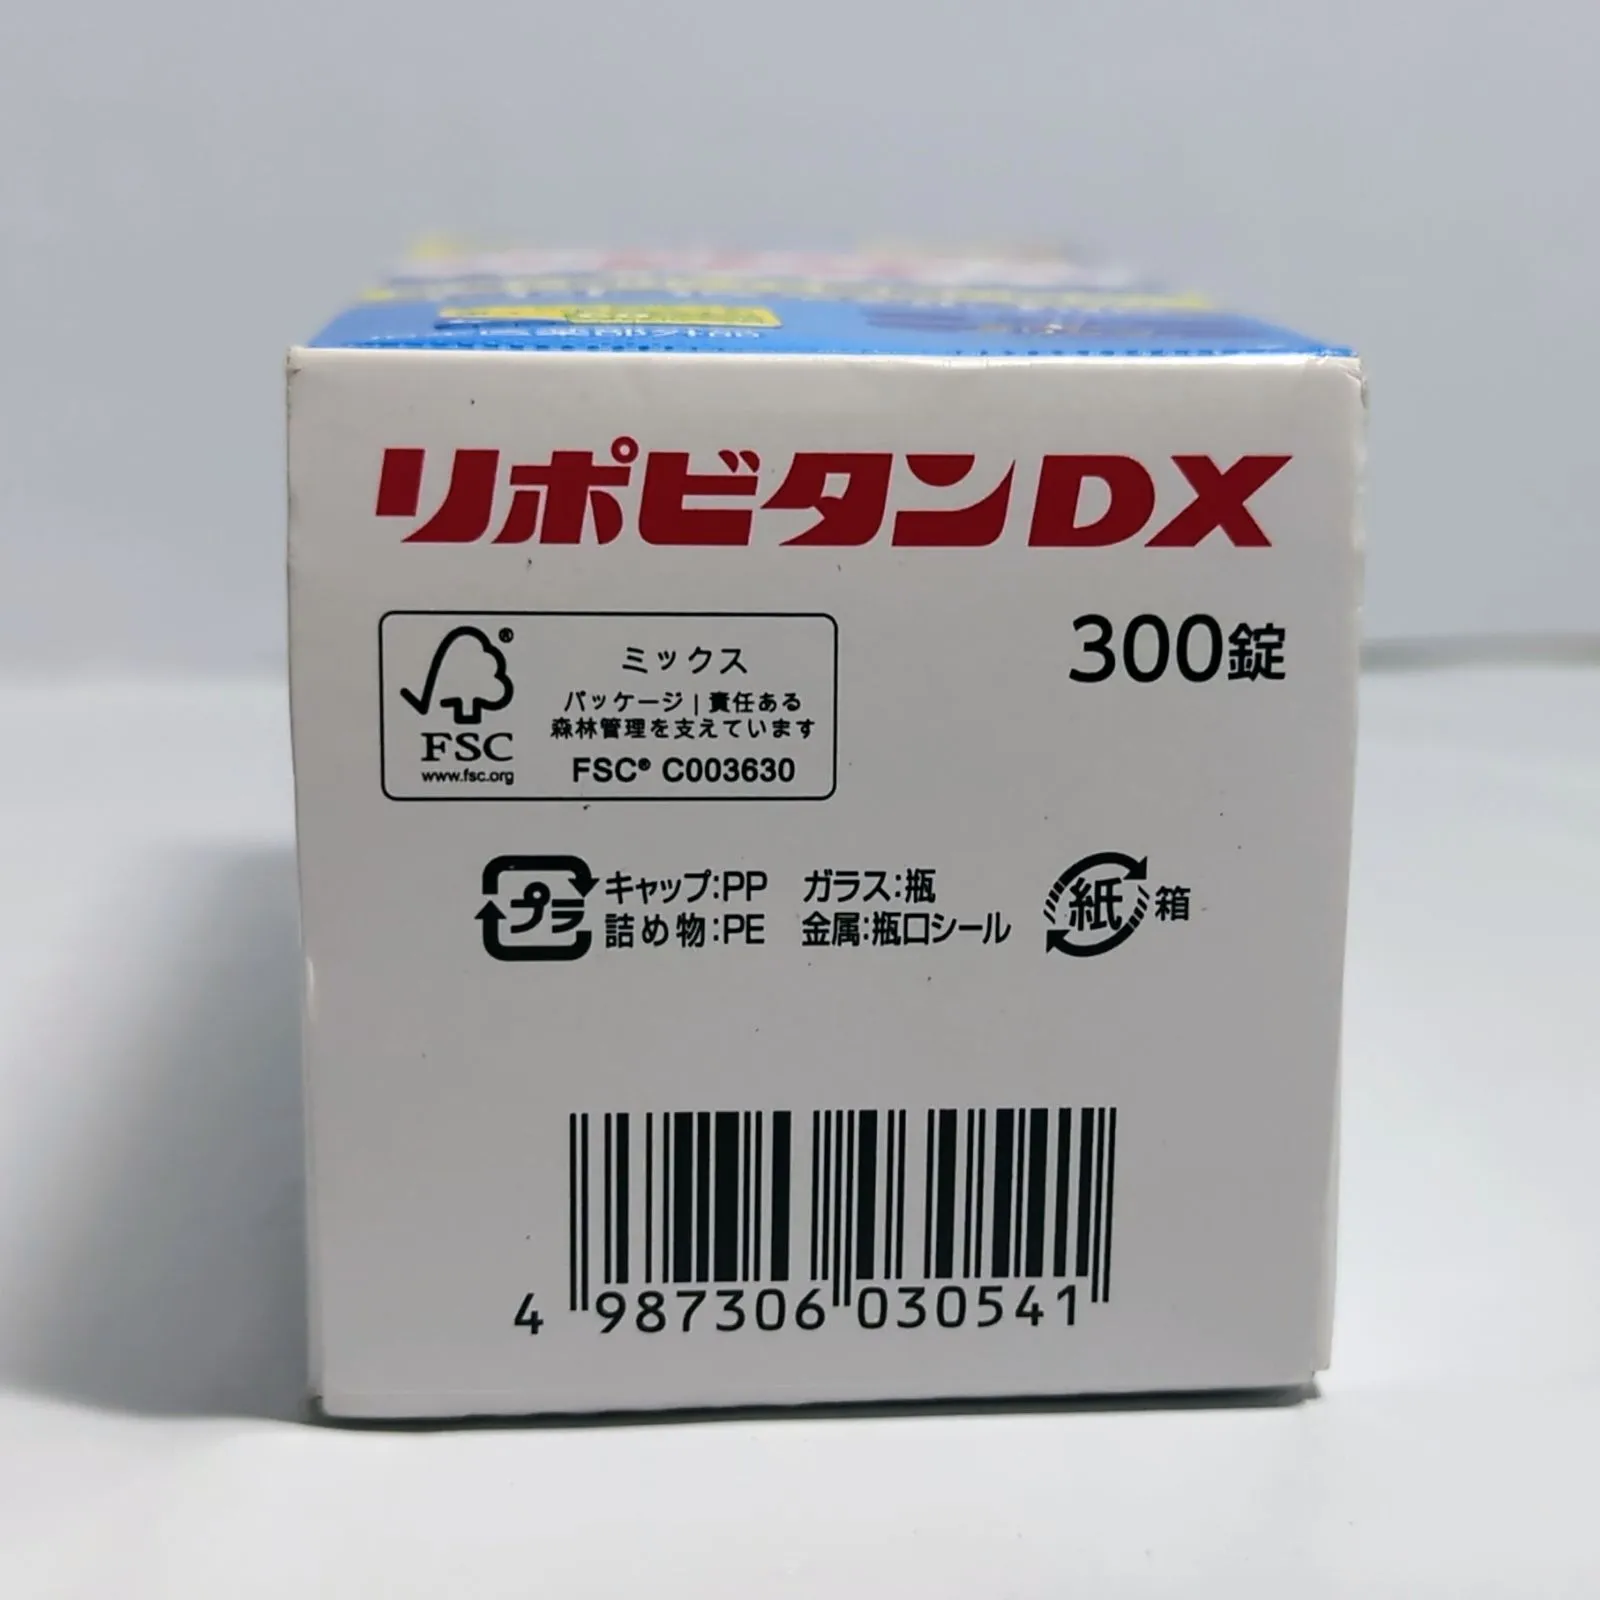 リポビタンDX
300錠
ミックス
パッケージ | 責任ある
森林管理を支えています
FSC® C003630
®
FSC
www.fsc.org
プラ
キャップ:PP ガラス:瓶
詰め物:PE 金属:瓶口シール
紙 箱
4 987306 030541